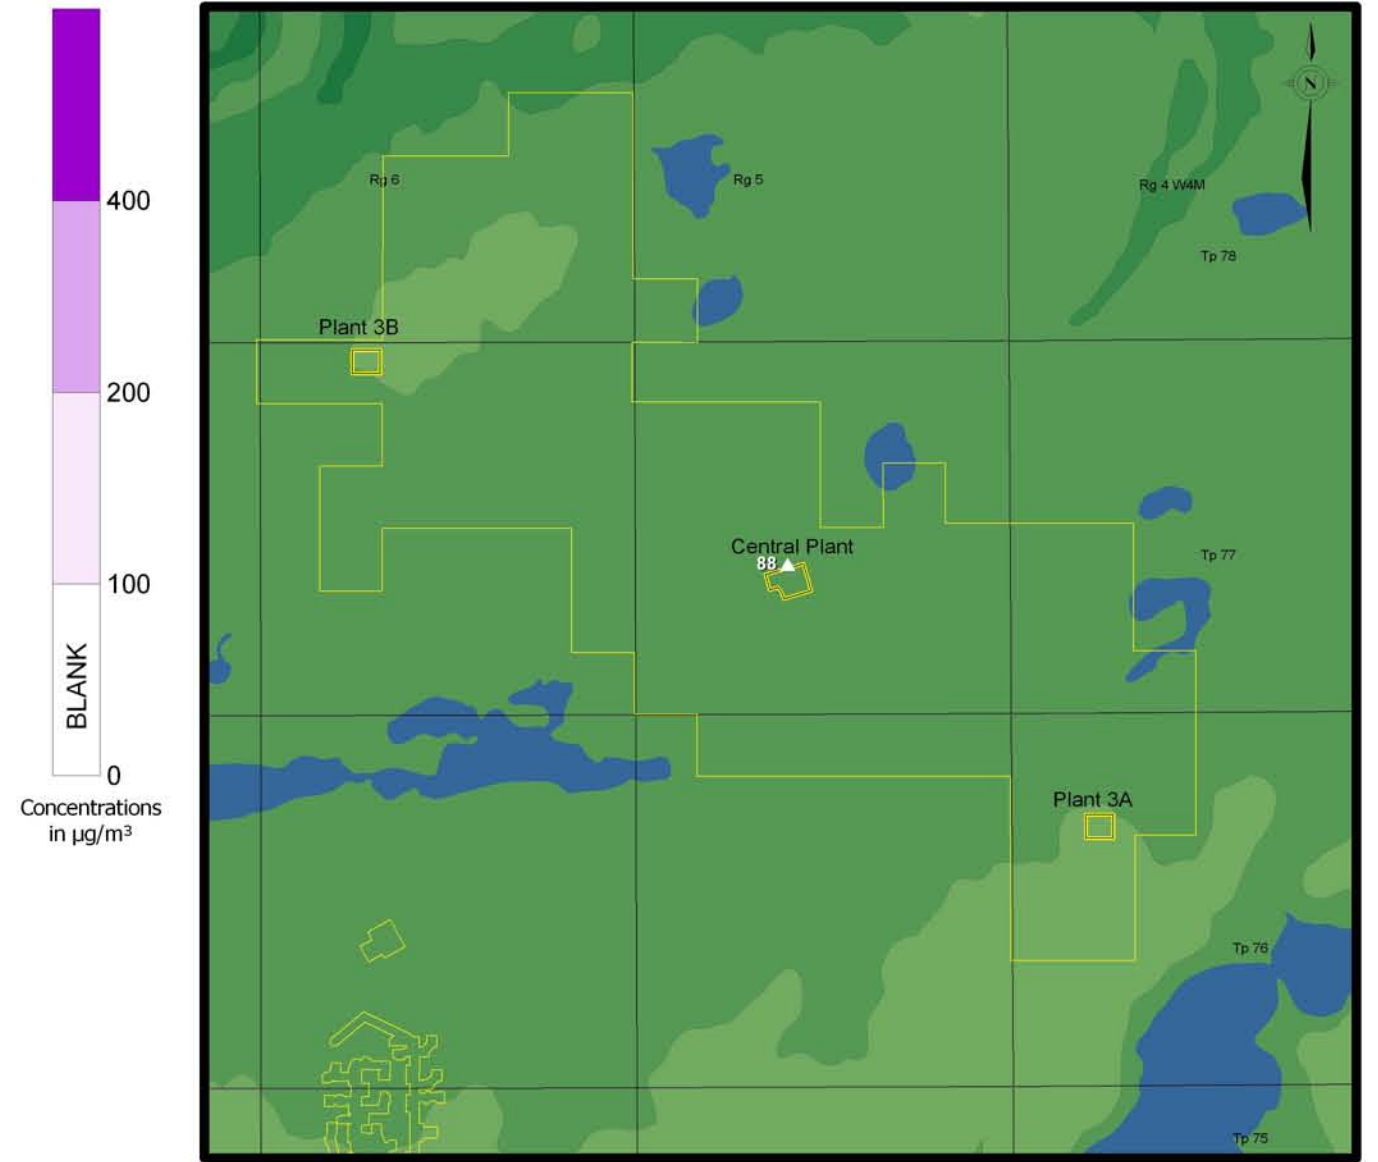 400
200
100
BLANK
0
Concentrations
in µg/m³
N
Rg 6
Rg 5
Rg 4 W4M
Tp 78
Plant 3B
Central Plant
88
Tp 77
Plant 3A
Tp 76
Tp 75